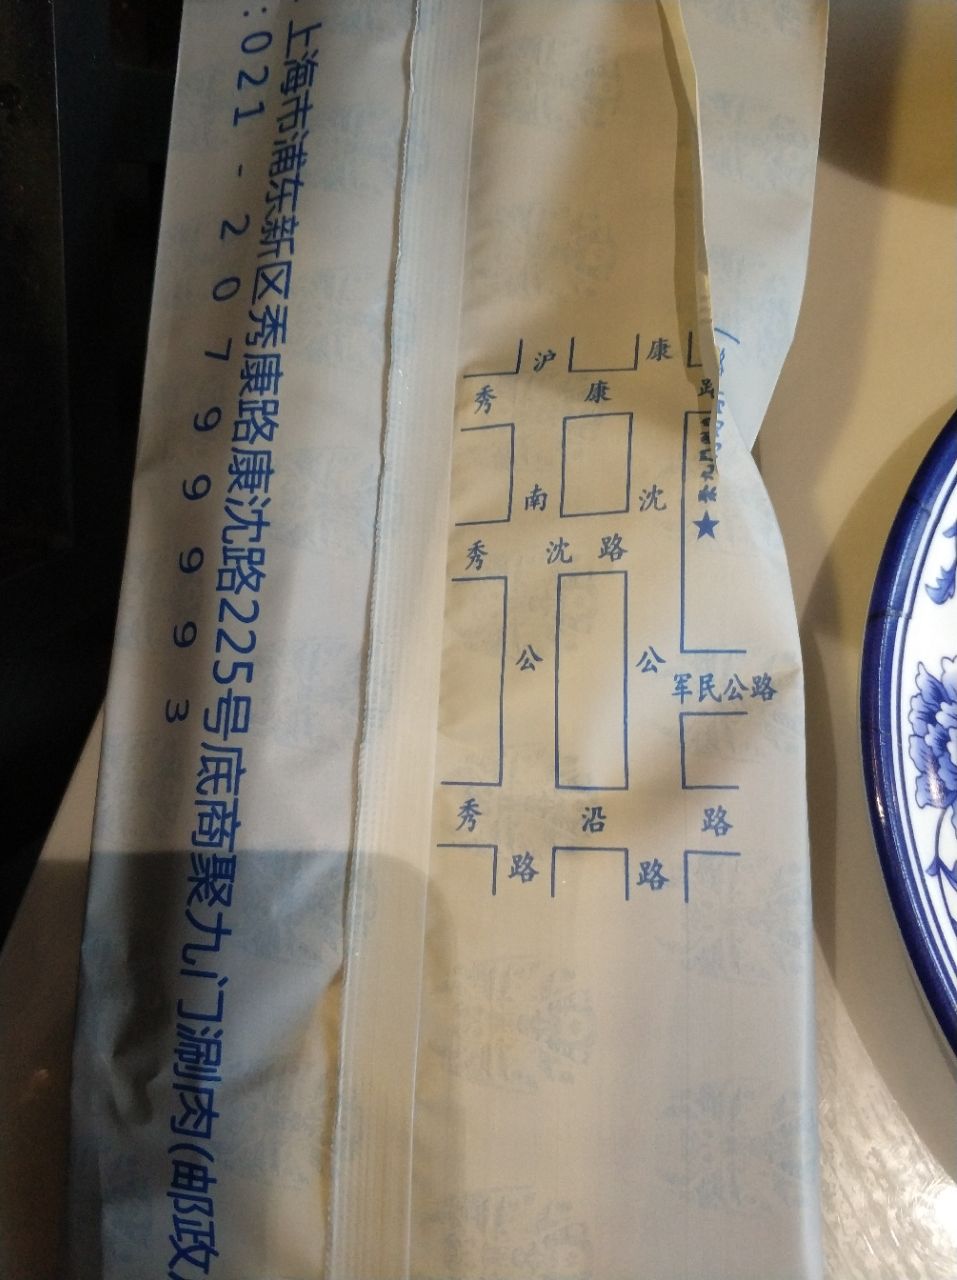 上海市浦东新区秀康路康沈路225号底商聚九门涮肉(邮政
:021-20799993
沪 康
秀 康 路
南 沈
秀 沈 路
公 公
军民公路
秀 沿 路
路 路
★